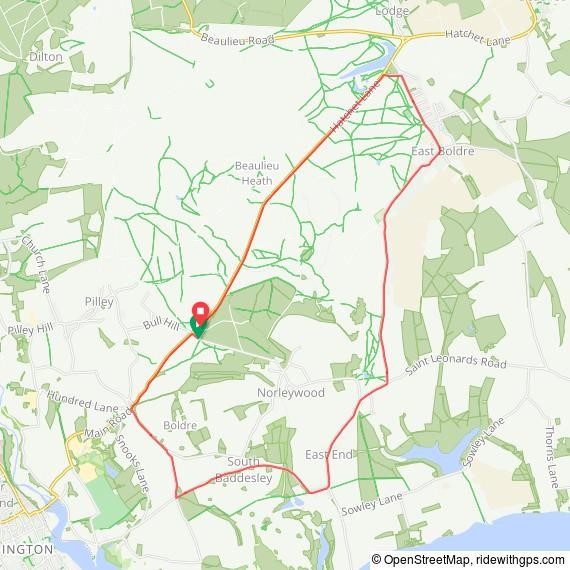 Lodge
Beaulieu Road
Hatchet Lane
Dilton
Hatchet Lane
East Boldre
Beaulieu
Heath
Church Lane
Pilley
Bull Hill
Pilley Hill
Saint Leonards Road
Norleywood
Hundred Lane
Main Road
Boldre
Snooks Lane
Sowley Lane
Thorns Lane
East End
South
Baddesley
Sowley Lane
nd
INGTON
© OpenStreetMap, ridewithgps.com